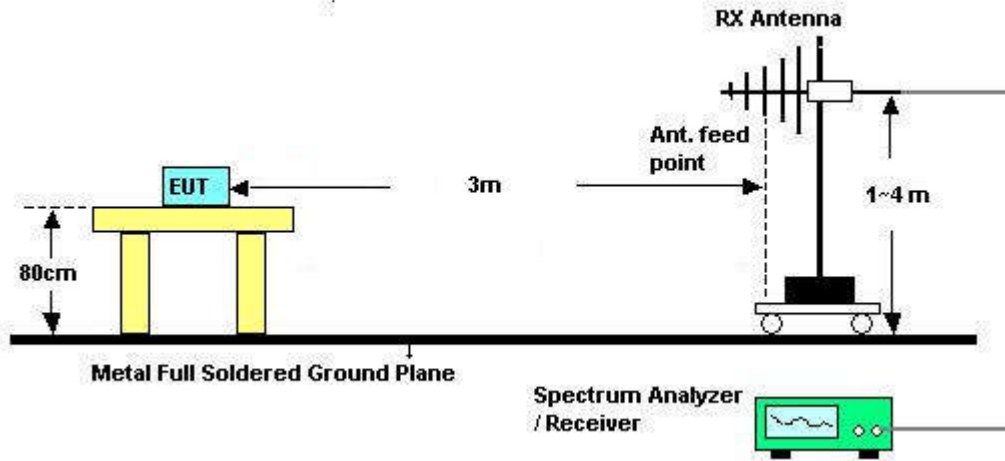 RX Antenna
Ant. feed
point
EUT
3m
1~4 m
80cm
Metal Full Soldered Ground Plane
Spectrum Analyzer
/ Receiver